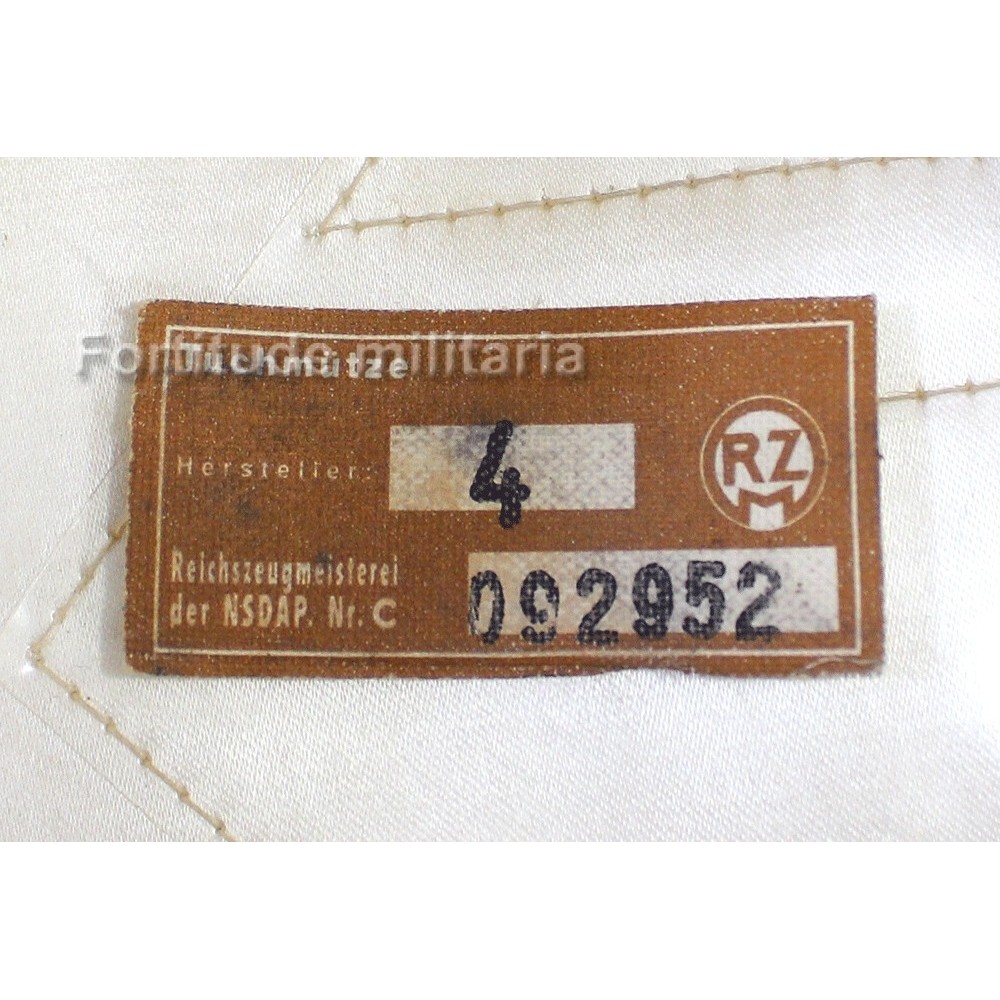 Fortitude militaria
Tuchmütze
Hersteller: 4
RZM
Reichszeugmeisterei
der NSDAP. Nr. C 092952